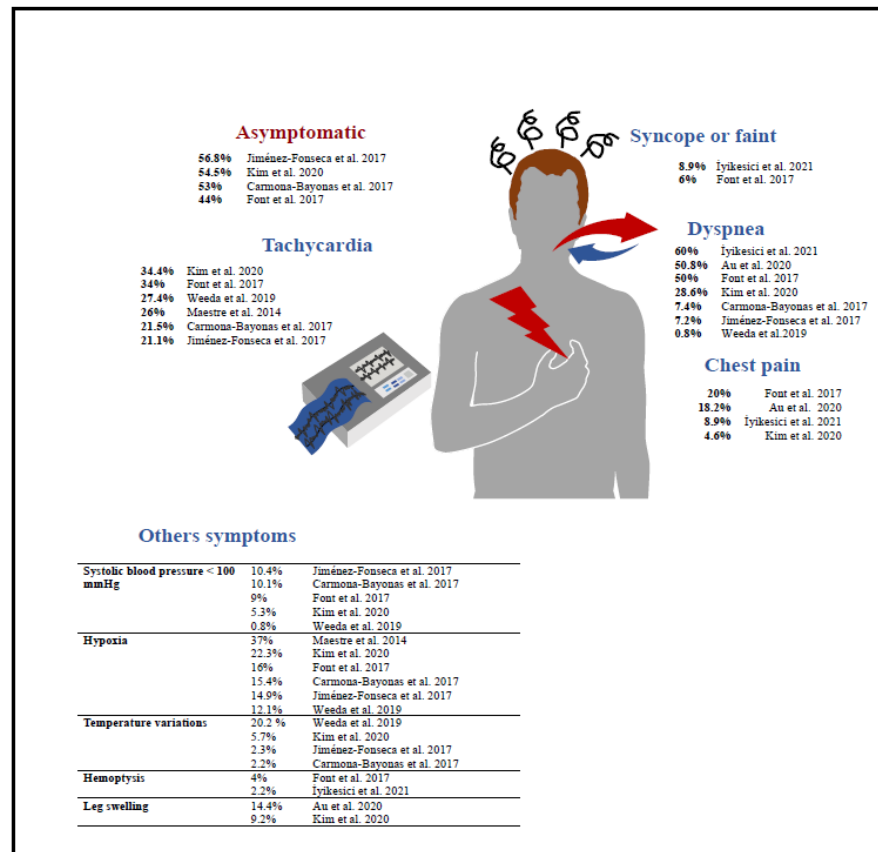 Asymptomatic
56.8% Jiménez-Fonseca et al. 2017
54.5% Kim et al. 2020
53% Carmona-Bayonas et al. 2017
44% Font et al. 2017
Tachycardia
34.4% Kim et al. 2020
34% Font et al. 2017
27.4% Weeda et al. 2019
26% Maestre et al. 2014
21.5% Carmona-Bayonas et al. 2017
21.1% Jiménez-Fonseca et al. 2017
Syncope or faint
8.9% İyikesici et al. 2021
6% Font et al. 2017
Dyspnea
60% İyikesici et al. 2021
50.8% Au et al. 2020
50% Font et al. 2017
28.6% Kim et al. 2020
7.4% Carmona-Bayonas et al. 2017
7.2% Jiménez-Fonseca et al. 2017
0.8% Weeda et al.2019
Chest pain
20% Font et al. 2017
18.2% Au et al. 2020
8.9% İyikesici et al. 2021
4.6% Kim et al. 2020
Others symptoms
Systolic blood pressure < 100 10.4% Jiménez-Fonseca et al. 2017
mmHg 10.1% Carmona-Bayonas et al. 2017
9% Font et al. 2017
5.3% Kim et al. 2020
0.8% Weeda et al. 2019
Hypoxia 37% Maestre et al. 2014
22.3% Kim et al. 2020
16% Font et al. 2017
15.4% Carmona-Bayonas et al. 2017
14.9% Jiménez-Fonseca et al. 2017
12.1% Weeda et al. 2019
Temperature variations 20.2 % Weeda et al. 2019
5.7% Kim et al. 2020
2.3% Jiménez-Fonseca et al. 2017
2.2% Carmona-Bayonas et al. 2017
Hemoptysis 4% Font et al. 2017
2.2% İyikesici et al. 2021
Leg swelling 14.4% Au et al. 2020
9.2% Kim et al. 2020